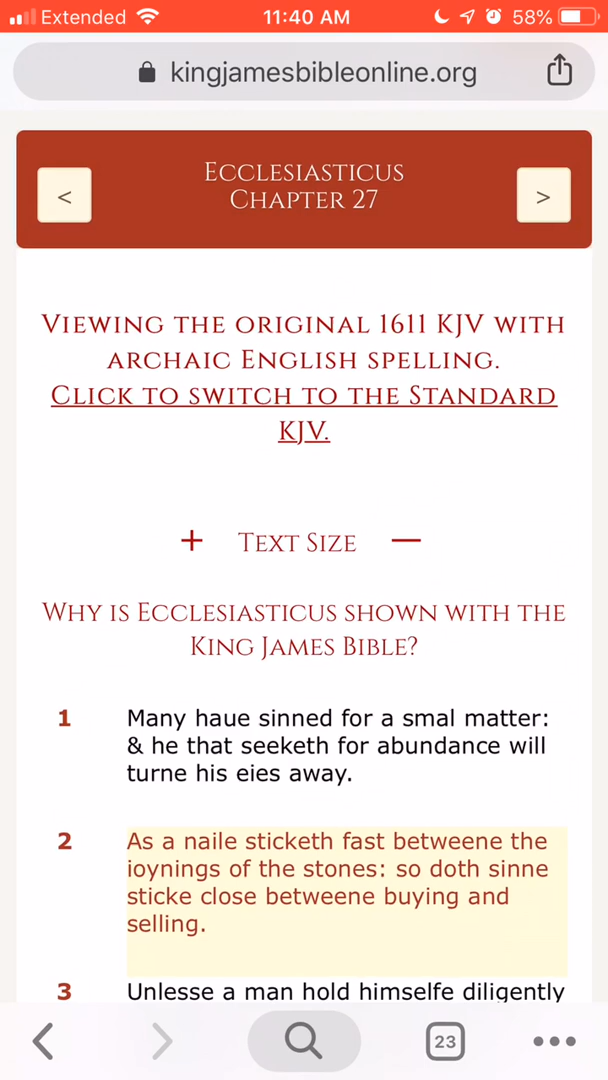 Extended 11:40 AM 58%
kingjamesbibleonline.org
< Ecclesiasticus >
Chapter 27
Viewing the original 1611 KJV with
archaic English spelling.
Click to switch to the Standard
KJV.
+ Text Size —
Why is Ecclesiasticus shown with the
King James Bible?
1 Many haue sinned for a smal matter:
& he that seeketh for abundance will
turne his eies away.
2 As a naile sticketh fast betweene the
ioynings of the stones: so doth sinne
sticke close betweene buying and
selling.
3 Unlesse a man hold himselfe diligently
23